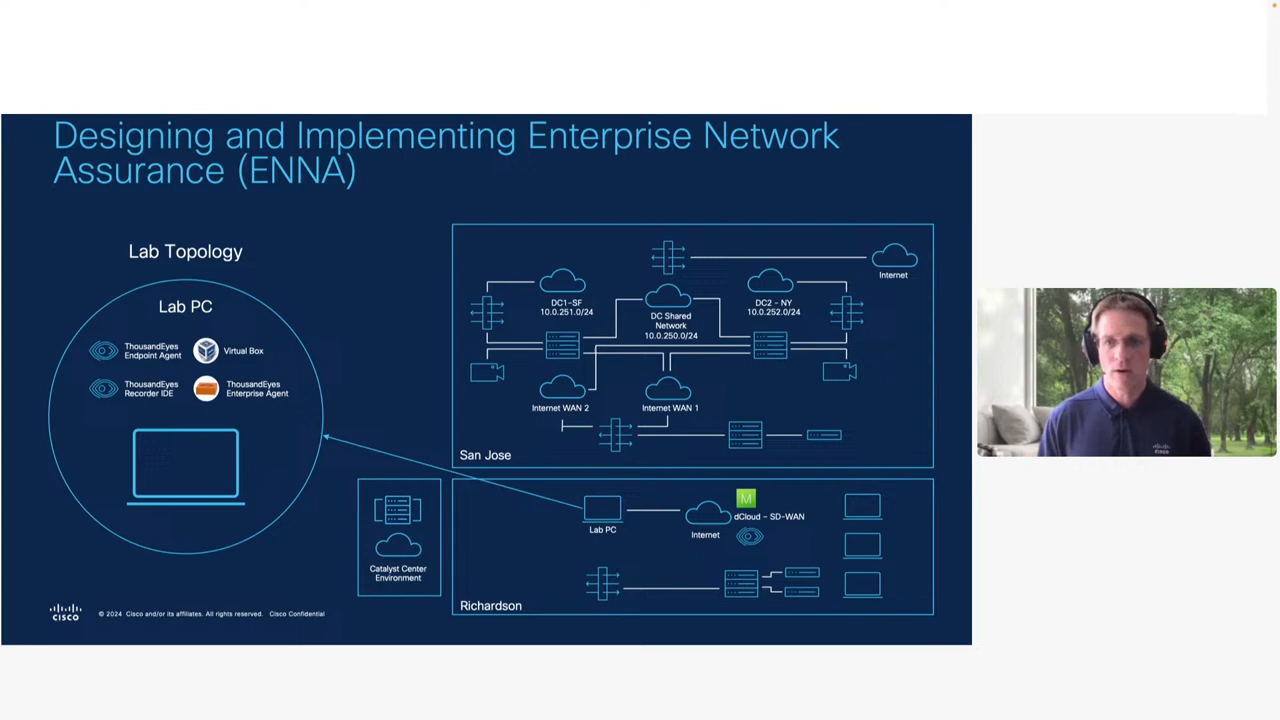 Designing and Implementing Enterprise Network
Assurance (ENNA)
Lab Topology
Lab PC
ThousandEyes
Endpoint Agent
Virtual Box
ThousandEyes
Recorder IDE
ThousandEyes
Enterprise Agent
Internet
DC1-SF
10.0.251.0/24
DC Shared
Network
10.0.250.0/24
DC2 - NY
10.0.252.0/24
Internet WAN 2
Internet WAN 1
San Jose
Catalyst Center
Environment
Lab PC
Internet
M
dCloud - SD-WAN
Richardson
CISCO
© 2024 Cisco and/or its affiliates. All rights reserved. Cisco Confidential
CISCO